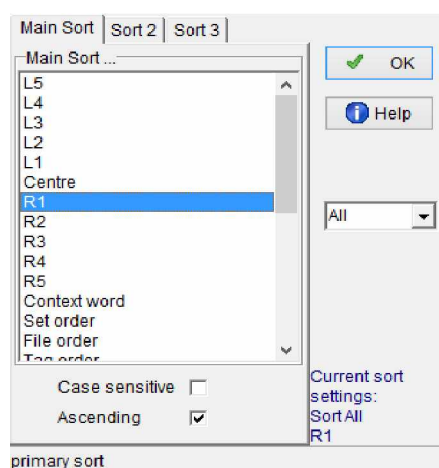 Main Sort
Sort 2
Sort 3
Main Sort ...
L5
L4
L3
L2
L1
Centre
R1
R2
R3
R4
R5
Context word
Set order
File order
Tag order
Case sensitive
Ascending
OK
Help
All
Current sort
settings:
Sort All
R1
primary sort